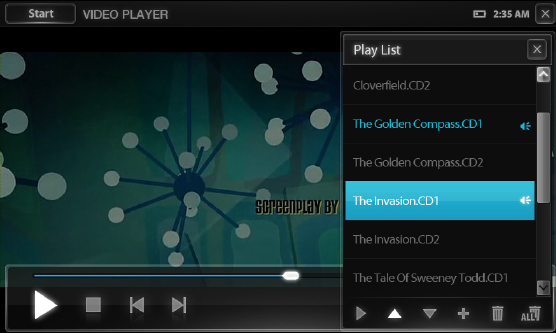 Start
VIDEO PLAYER
2:35 AM
Play List
Cloverfield.CD2
The Golden Compass.CD1
The Golden Compass.CD2
The Invasion.CD1
The Invasion.CD2
The Tale Of Sweeney Todd.CD1
SCREENPLAY BY
ALL